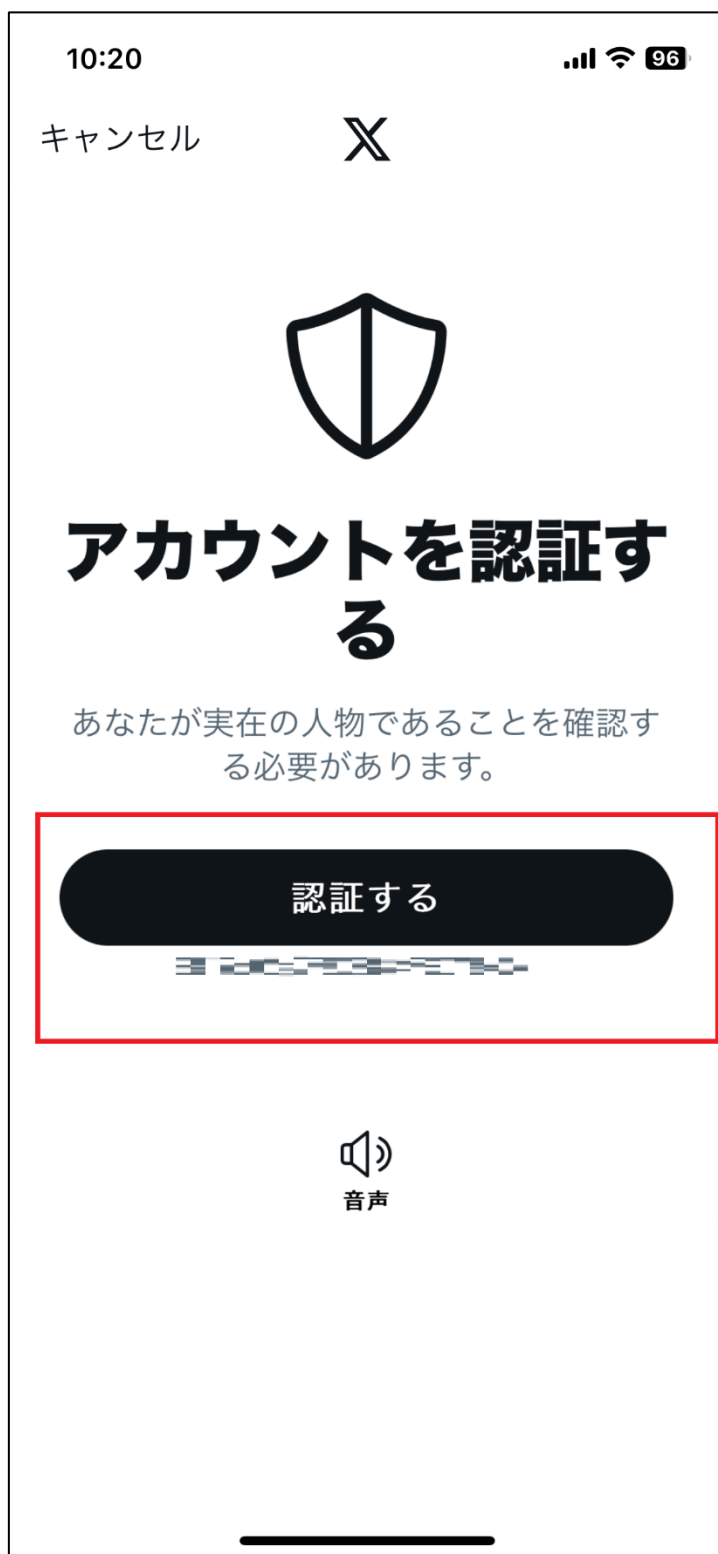 10:20
96
キャンセル
アカウントを認証す
る
あなたが実在の人物であることを確認す
る必要があります。
認証する
音声